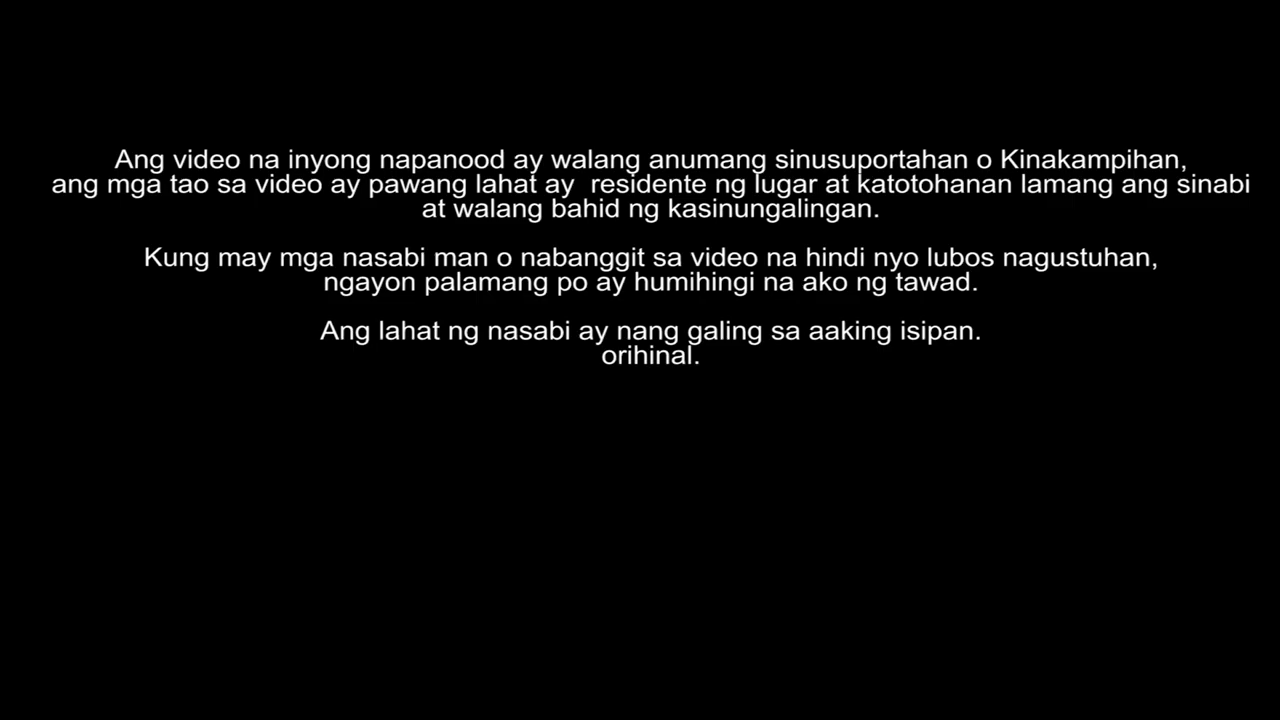 Ang video na inyong napanood ay walang anumang sinusuportahan o Kinakampihan,
ang mga tao sa video ay pawang lahat ay  residente ng lugar at katotohanan lamang ang sinabi
at walang bahid ng kasinungalingan.
Kung may mga nasabi man o nabanggit sa video na hindi nyo lubos nagustuhan,
ngayon palamang po ay humihingi na ako ng tawad.
Ang lahat ng nasabi ay nang galing sa aaking isipan.
orihinal.